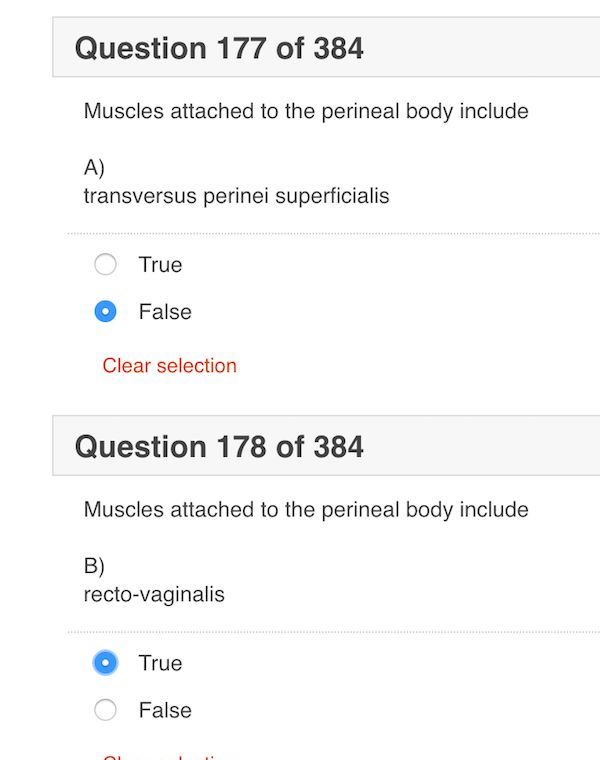 Question 177 of 384
Muscles attached to the perineal body include
A)
transversus perinei superficialis
True
False
Clear selection
Question 178 of 384
Muscles attached to the perineal body include
B)
recto-vaginalis
True
False